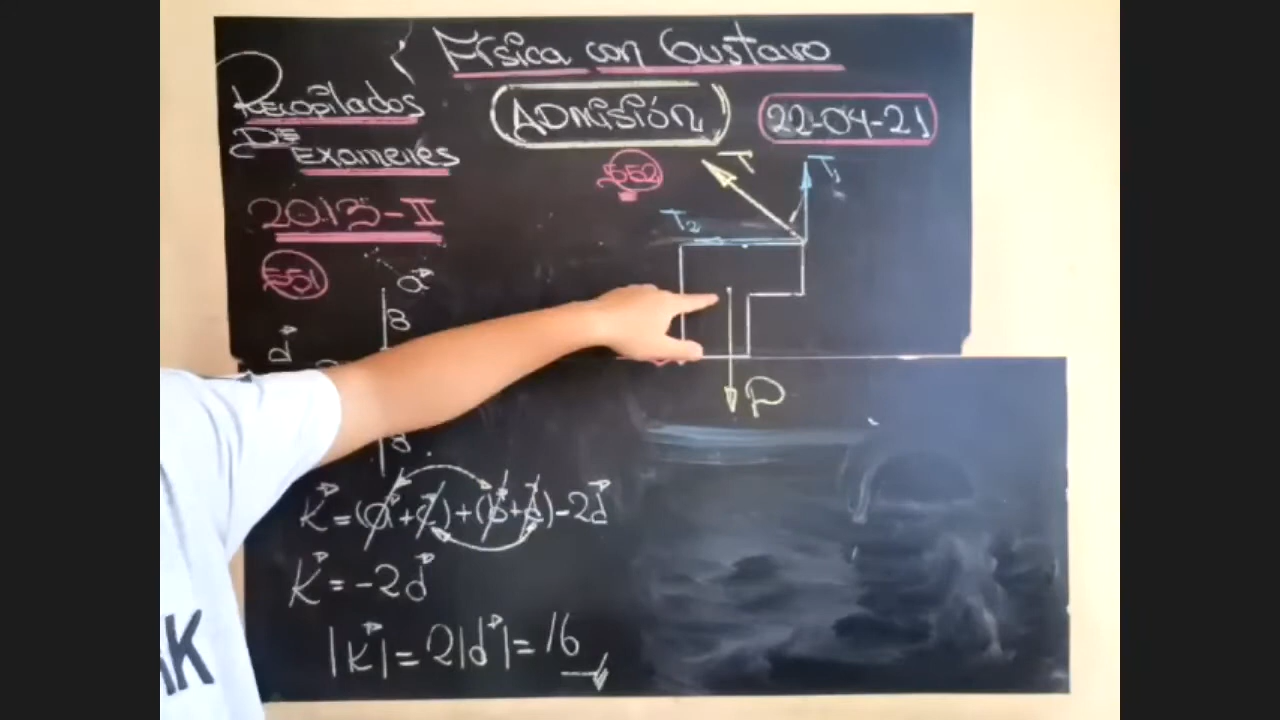 Física con Gustavo
Recopilados
De
Exámenes
ADmisión
22-04-21
2013-II
551
552
T
T₁
T₂
a⃗
B
d⃗
P
B
K⃗ = (a⃗+c⃗)+(b⃗+d⃗)-2d⃗
K⃗ = -2d⃗
|K⃗| = 2|d⃗| = 16